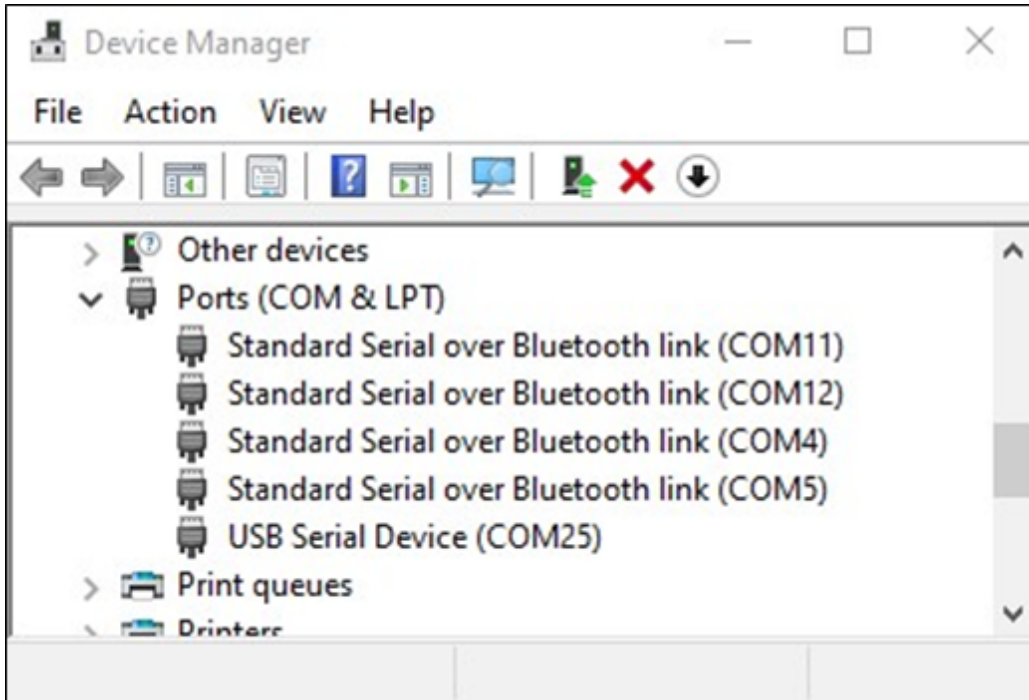 Device Manager
File Action View Help
Other devices
Ports (COM & LPT)
Standard Serial over Bluetooth link (COM11)
Standard Serial over Bluetooth link (COM12)
Standard Serial over Bluetooth link (COM4)
Standard Serial over Bluetooth link (COM5)
USB Serial Device (COM25)
Print queues
Printers